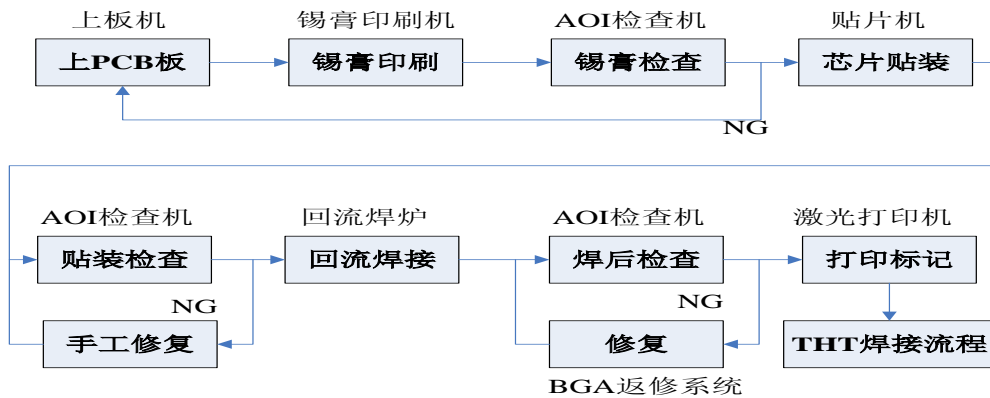 上板机 锡膏印刷机 AOI检查机 贴片机
上PCB板 锡膏印刷 锡膏检查 芯片贴装
NG
AOI检查机 回流焊炉 AOI检查机 激光打印机
贴装检查 回流焊接 焊后检查 打印标记
NG NG
手工修复 修复 THT焊接流程
BGA返修系统